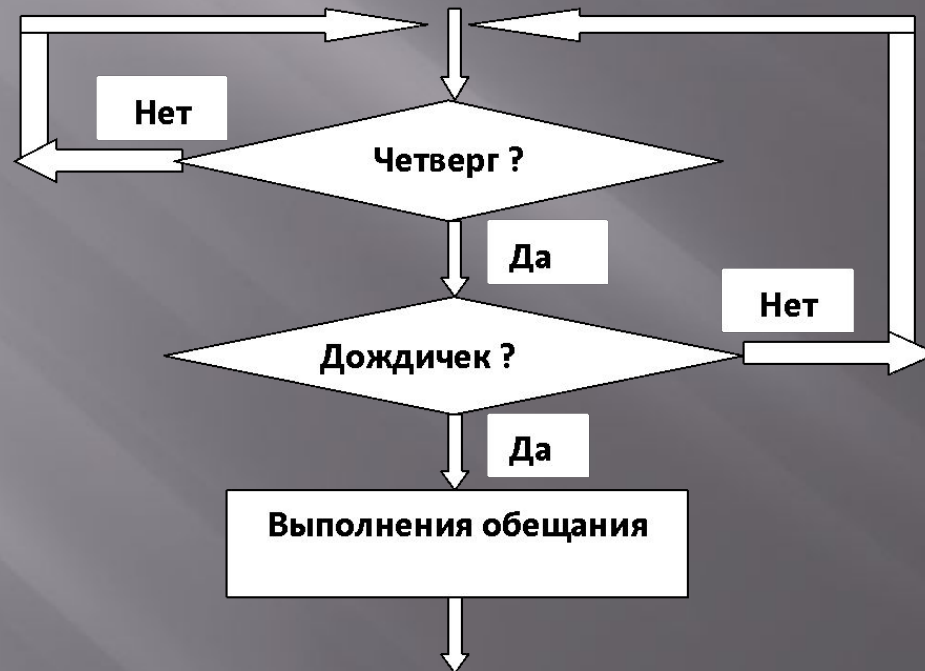 Нет
Четверг ?
Да
Нет
Дождичек ?
Да
Выполнения обещания